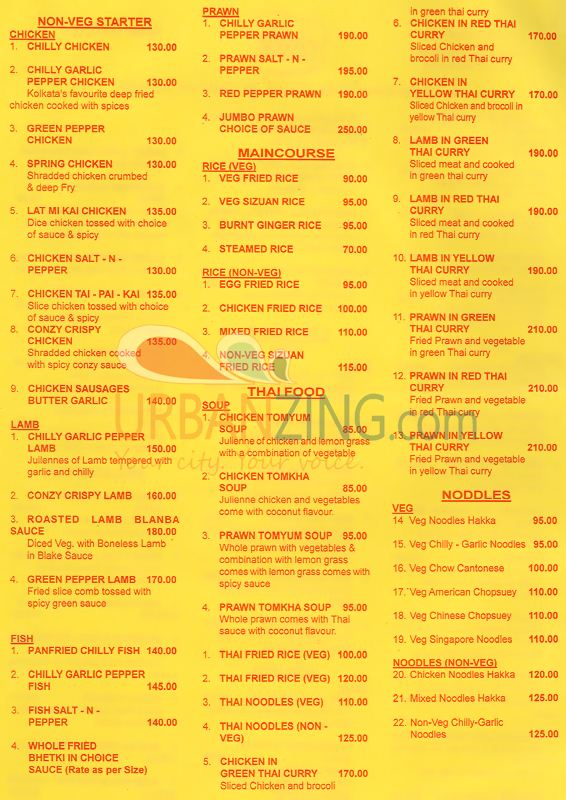 NON-VEG STARTER
CHICKEN
1. CHILLY CHICKEN 130.00
2. CHILLY GARLIC
PEPPER CHICKEN 130.00
Kolkata's favourite deep fried
chicken cooked with spices
3. GREEN PEPPER
CHICKEN 130.00
4. SPRING CHICKEN 130.00
Shradded chicken crumbed
& deep Fry
5. LAT MI KAI CHICKEN 135.00
Dice chicken tossed with choice
of sauce & spicy
6. CHICKEN SALT - N -
PEPPER 130.00
7. CHICKEN TAI - PAI - KAI 135.00
Slice chicken tossed with choice
of sauce & spicy
8. CONZY CRISPY
CHICKEN 135.00
Shradded chicken cooked
with spicy conzy sauce
9. CHICKEN SAUSAGES
BUTTER GARLIC 140.00
LAMB
1. CHILLY GARLIC PEPPER
LAMB 150.00
Jullennes of Lamb tempered with
garlic and chilly
2. CONZY CRISPY LAMB 160.00
3. ROASTED LAMB BLANBA
SAUCE 180.00
Diced Veg. with Boneless Lamb
in Blake Sauce
4. GREEN PEPPER LAMB 170.00
Fried slice comb tossed with
spicy green sauce
FISH
1. PANFRIED CHILLY FISH 140.00
2. CHILLY GARLIC PEPPER
FISH 145.00
3. FISH SALT - N -
PEPPER 140.00
4. WHOLE FRIED
BHETKI IN CHOICE
SAUCE (Rate as per Size)
PRAWN
1. CHILLY GARLIC
PEPPER PRAWN 190.00
2. PRAWN SALT - N -
PEPPER 195.00
3. RED PEPPER PRAWN 190.00
4. JUMBO PRAWN
CHOICE OF SAUCE 250.00
MAINCOURSE
RICE (VEG)
1. VEG FRIED RICE 90.00
2. VEG SIZUAN RICE 95.00
3. BURNT GINGER RICE 95.00
4. STEAMED RICE 70.00
RICE (NON-VEG)
1. EGG FRIED RICE 95.00
2. CHICKEN FRIED RICE 100.00
3. MIXED FRIED RICE 110.00
4. NON-VEG SIZUAN
FRIED RICE 115.00
THAI FOOD
SOUP
1. CHICKEN TOMYUM
SOUP 85.00
Julienne of chicken and lemon grass
with a combination of vegetable
2. CHICKEN TOMKHA
SOUP 85.00
Julienne chicken and vegetables
come with coconut flavour.
3. PRAWN TOMYUM SOUP 95.00
Whole prawn with vegetables &
combination with lemon grass
comes with lemon grass comes with
spicy sauce
4. PRAWN TOMKHA SOUP 95.00
Whole prawn comes with Thai
sauce with coconut flavour.
1. THAI FRIED RICE (VEG) 100.00
2. THAI FRIED RICE (VEG) 120.00
3. THAI NOODLES (VEG) 110.00
4. THAI NOODLES (NON -
VEG) 125.00
5. CHICKEN IN
GREEN THAI CURRY 170.00
Sliced Chicken and brocoli
in green thai curry
6. CHICKEN IN RED THAI
CURRY 170.00
Sliced Chicken and
brocoli in red Thai curry
7. CHICKEN IN
YELLOW THAI CURRY 170.00
Sliced Chicken and brocoli in
yellow Thai curry
8. LAMB IN GREEN
THAI CURRY 190.00
Sliced meat and cooked
in green thai curry
9. LAMB IN RED THAI
CURRY 190.00
Sliced meat and cooked
in red Thai curry
10. LAMB IN YELLOW
THAI CURRY 190.00
Sliced meat and cooked
in yellow Thai curry
11. PRAWN IN GREEN
THAI CURRY 210.00
Fried Prawn and vegetable
in green Thai curry
12. PRAWN IN RED THAI
CURRY 210.00
Fried Prawn and vegetable
in red Thai curry
13. PRAWN IN YELLOW
THAI CURRY 210.00
Fried Prawn and vegetable
in yellow Thai curry
NODDLES
VEG
14 Veg Noodles Hakka 95.00
15. Veg Chilly - Garlic Noodles 95.00
16. Veg Chow Cantonese 100.00
17. Veg American Chopsuey 110.00
18. Veg Chinese Chopsuey 110.00
19. Veg Singapore Noodles 110.00
NOODLES (NON-VEG)
20. Chicken Noodles Hakka 120.00
21. Mixed Noodles Hakka 125.00
22. Non-Veg Chilly-Garlic
Noodles 125.00
URBANZING.com
Your city. Your voice.